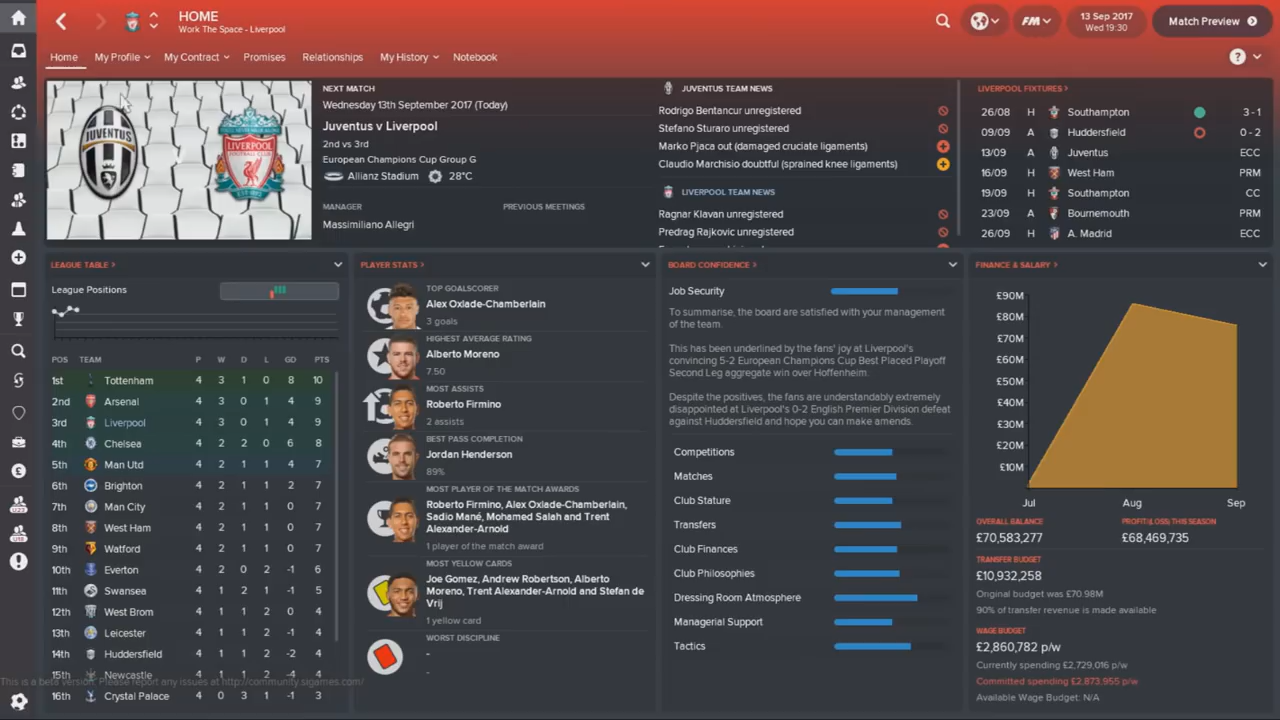 HOME
Work The Space - Liverpool
FM
13 Sep 2017
Wed 19:30
Match Preview
Home
My Profile
My Contract
Promises
Relationships
My History
Notebook
?
JUVENTUS
LIVERPOOL
FOOTBALL CLUB
NEXT MATCH
Wednesday 13th September 2017 (Today)
Juventus v Liverpool
2nd vs 3rd
European Champions Cup Group G
Allianz Stadium 28°C
MANAGER
Massimiliano Allegri
PREVIOUS MEETINGS
JUVENTUS TEAM NEWS
Rodrigo Bentancur unregistered
Stefano Sturaro unregistered
Marko Pjaca out (damaged cruciate ligaments)
Claudio Marchisio doubtful (sprained knee ligaments)
LIVERPOOL TEAM NEWS
Ragnar Klavan unregistered
Predrag Rajkovic unregistered
LIVERPOOL FIXTURES >
26/08 H Southampton 3 - 1
09/09 A Huddersfield 0 - 2
13/09 A Juventus ECC
16/09 H West Ham PRM
19/09 H Southampton CC
23/09 A Bournemouth PRM
26/09 H A. Madrid ECC
LEAGUE TABLE >
League Positions
POS TEAM P W D L GD PTS
1st Tottenham 4 3 1 0 8 10
2nd Arsenal 4 3 0 1 4 9
3rd Liverpool 4 3 0 1 4 9
4th Chelsea 4 2 2 0 6 8
5th Man Utd 4 2 1 1 4 7
6th Brighton 4 2 1 1 2 7
7th Man City 4 2 1 1 0 7
8th West Ham 4 2 1 1 0 7
9th Watford 4 2 1 1 0 7
10th Everton 4 2 0 2 -1 6
11th Swansea 4 1 2 1 -1 5
12th West Brom 4 1 1 2 0 4
13th Leicester 4 1 1 2 -1 4
14th Huddersfield 4 1 1 2 -2 4
15th Newcastle 4 1 1 2 -4 4
This is a beta version. Please report any issues at http://community.sigames.com/
16th Crystal Palace 4 0 3 1 -1 3
PLAYER STATS >
TOP GOALSCORER
Alex Oxlade-Chamberlain
3 goals
HIGHEST AVERAGE RATING
Alberto Moreno
7.50
MOST ASSISTS
Roberto Firmino
2 assists
BEST PASS COMPLETION
Jordan Henderson
89%
MOST PLAYER OF THE MATCH AWARDS
Roberto Firmino, Alex Oxlade-Chamberlain,
Sadio Mané, Mohamed Salah and Trent
Alexander-Arnold
1 player of the match award
MOST YELLOW CARDS
Joe Gomez, Andrew Robertson, Alberto
Moreno, Trent Alexander-Arnold and Stefan de
Vrij
1 yellow card
WORST DISCIPLINE
-
-
BOARD CONFIDENCE >
Job Security
To summarise, the board are satisfied with your management
of the team.
This has been underlined by the fans' joy at Liverpool's
convincing 5-2 European Champions Cup Best Placed Playoff
Second Leg aggregate win over Hoffenheim.
Despite the positives, the fans are understandably extremely
disappointed at Liverpool's 0-2 English Premier Division defeat
against Huddersfield and hope you can make amends.
Competitions
Matches
Club Stature
Transfers
Club Finances
Club Philosophies
Dressing Room Atmosphere
Managerial Support
Tactics
FINANCE & SALARY >
£90M
£80M
£70M
£60M
£50M
£40M
£30M
£20M
£10M
Jul Aug Sep
OVERALL BALANCE
£70,583,277
PROFIT/(LOSS) THIS SEASON
£68,469,735
TRANSFER BUDGET
£10,932,258
Original budget was £70.98M
90% of transfer revenue is made available
WAGE BUDGET
£2,860,782 p/w
Currently spending £2,729,016 p/w
Committed spending £2,873,955 p/w
Available Wage Budget: N/A